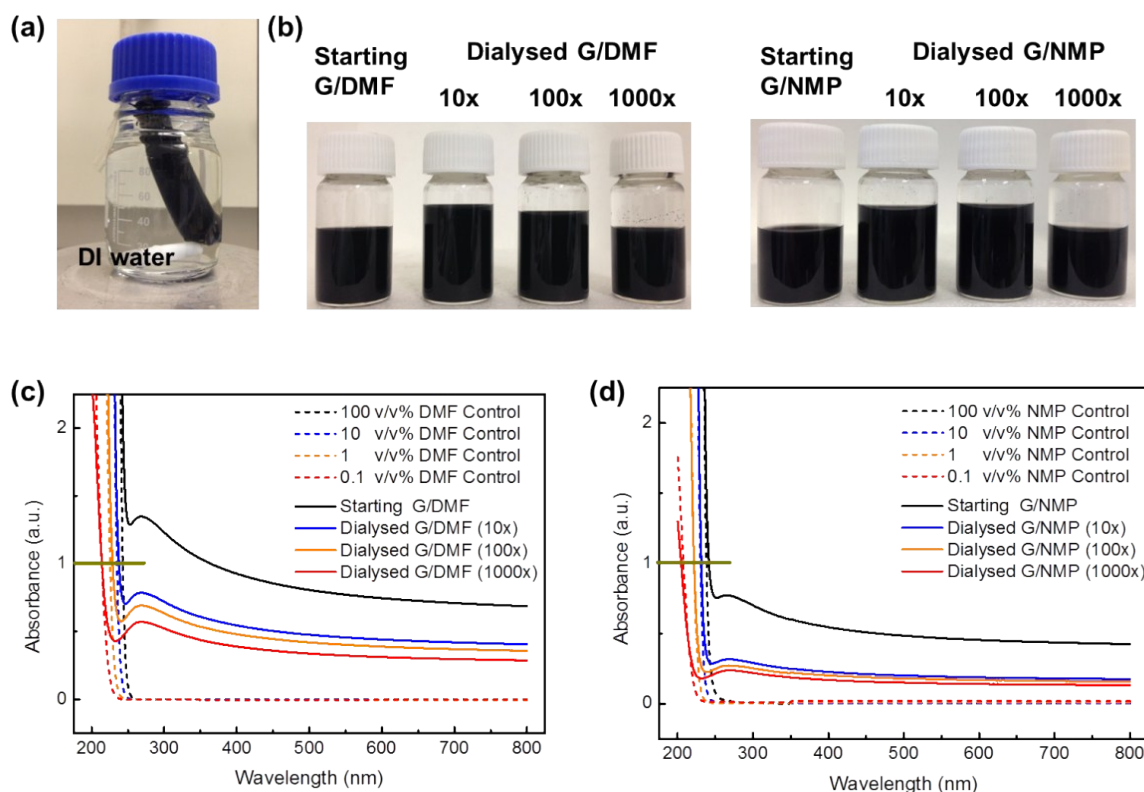 (a)
80
60
40
DI water
(b)
Starting
G/DMF
Dialysed G/DMF
10x 100x 1000x
Starting
G/NMP
Dialysed G/NMP
10x 100x 1000x
(c)
100 v/v% DMF Control
10 v/v% DMF Control
1 v/v% DMF Control
0.1 v/v% DMF Control
Starting G/DMF
Dialysed G/DMF (10x)
Dialysed G/DMF (100x)
Dialysed G/DMF (1000x)
Absorbance (a.u.)
2
1
0
200 300 400 500 600 700 800
Wavelength (nm)
(d)
100 v/v% NMP Control
10 v/v% NMP Control
1 v/v% NMP Control
0.1 v/v% NMP Control
Starting G/NMP
Dialysed G/NMP (10x)
Dialysed G/NMP (100x)
Dialysed G/NMP (1000x)
Absorbance (a.u.)
2
1
0
200 300 400 500 600 700 800
Wavelength (nm)